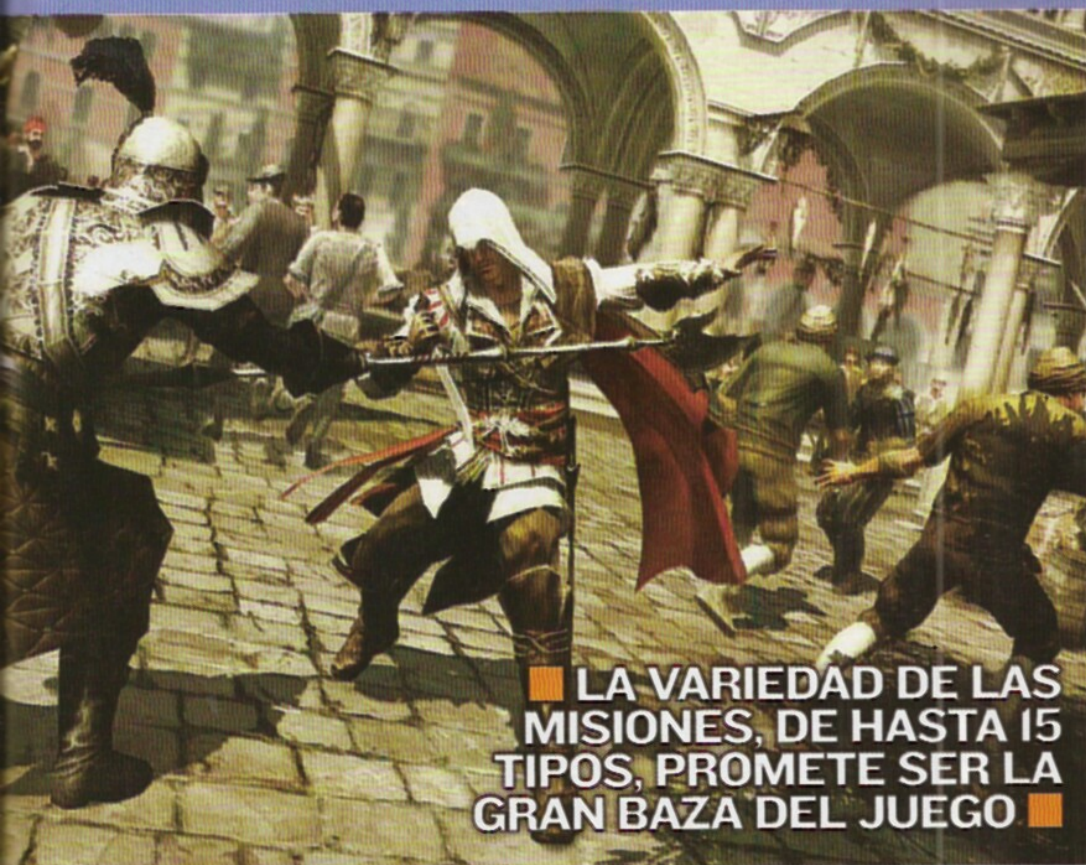 LA VARIEDAD DE LAS
MISIONES, DE HASTA 15
TIPOS, PROMETE SER LA
GRAN BAZA DEL JUEGO